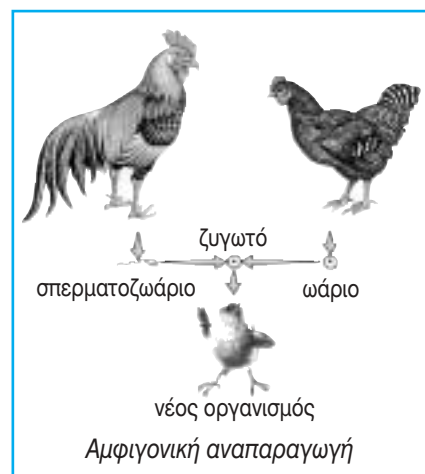 ζυγωτό
σπερματοζωάριο
ωάριο
νέος οργανισμός
Αμφιγονική αναπαραγωγή